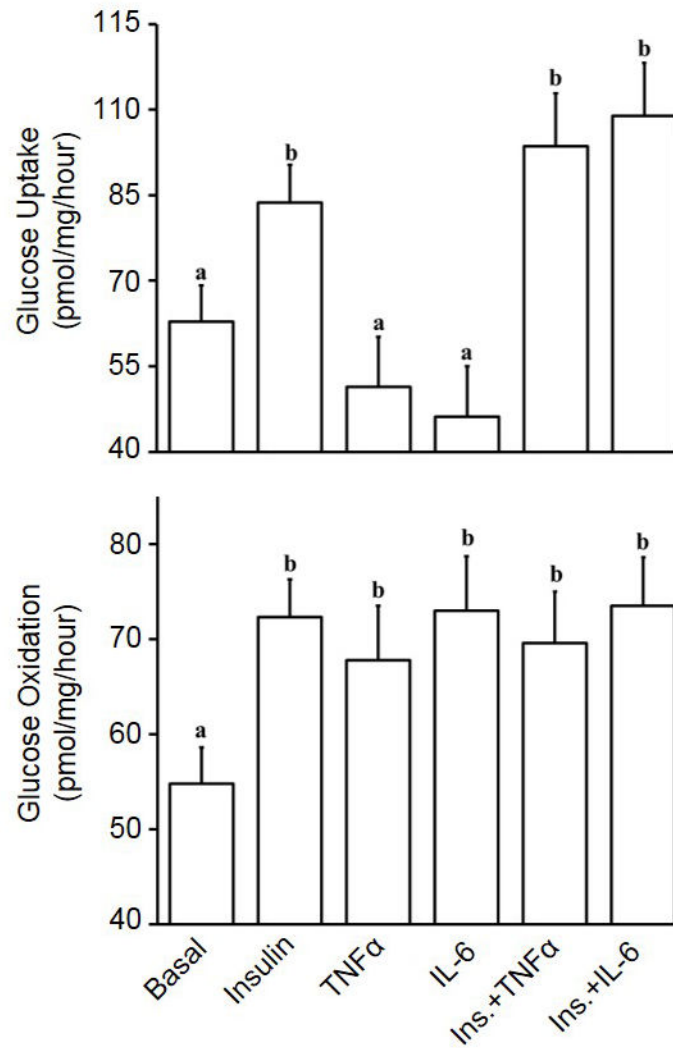 115
110
85
70
55
40
Glucose Uptake
(pmol/mg/hour)
a
b
a
a
b
b
80
70
60
50
40
Glucose Oxidation
(pmol/mg/hour)
a
b
b
b
b
b
Basal
Insulin
TNFα
IL-6
Ins.+TNFα
Ins.+IL-6